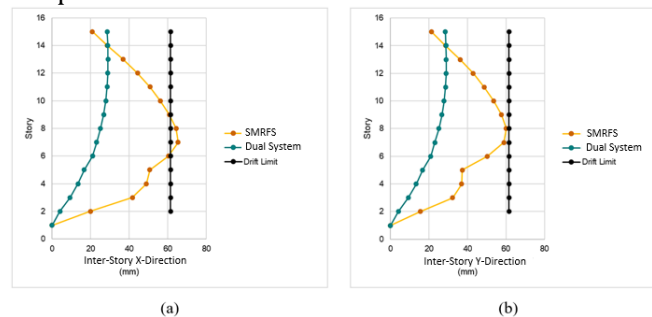 16
14
12
10
8
6
4
2
0
Story
0 20 40 60 80
Inter-Story X-Direction
(mm)
SMRFS
Dual System
Drift Limit
(a)
16
14
12
10
8
6
4
2
0
Story
0 20 40 60 80
Inter-Story Y-Direction
(mm)
SMRFS
Dual System
Drift Limit
(b)